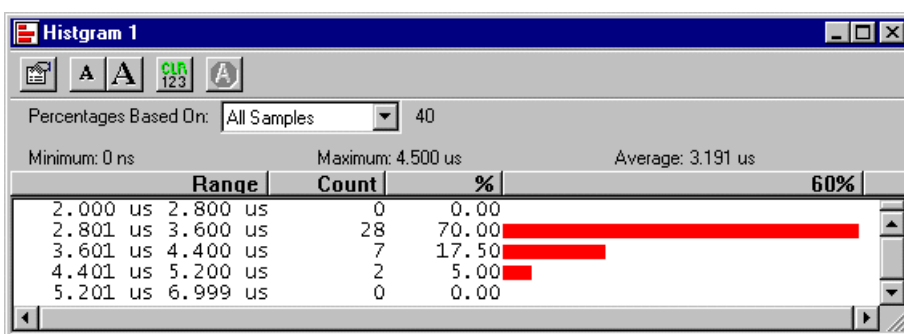 Histgram 1
A A CLR 123 A
Percentages Based On: All Samples 40
Minimum: 0 ns Maximum: 4.500 us Average: 3.191 us
Range Count % 60%
2.000 us 2.800 us 0 0.00
2.801 us 3.600 us 28 70.00
3.601 us 4.400 us 7 17.50
4.401 us 5.200 us 2 5.00
5.201 us 6.999 us 0 0.00